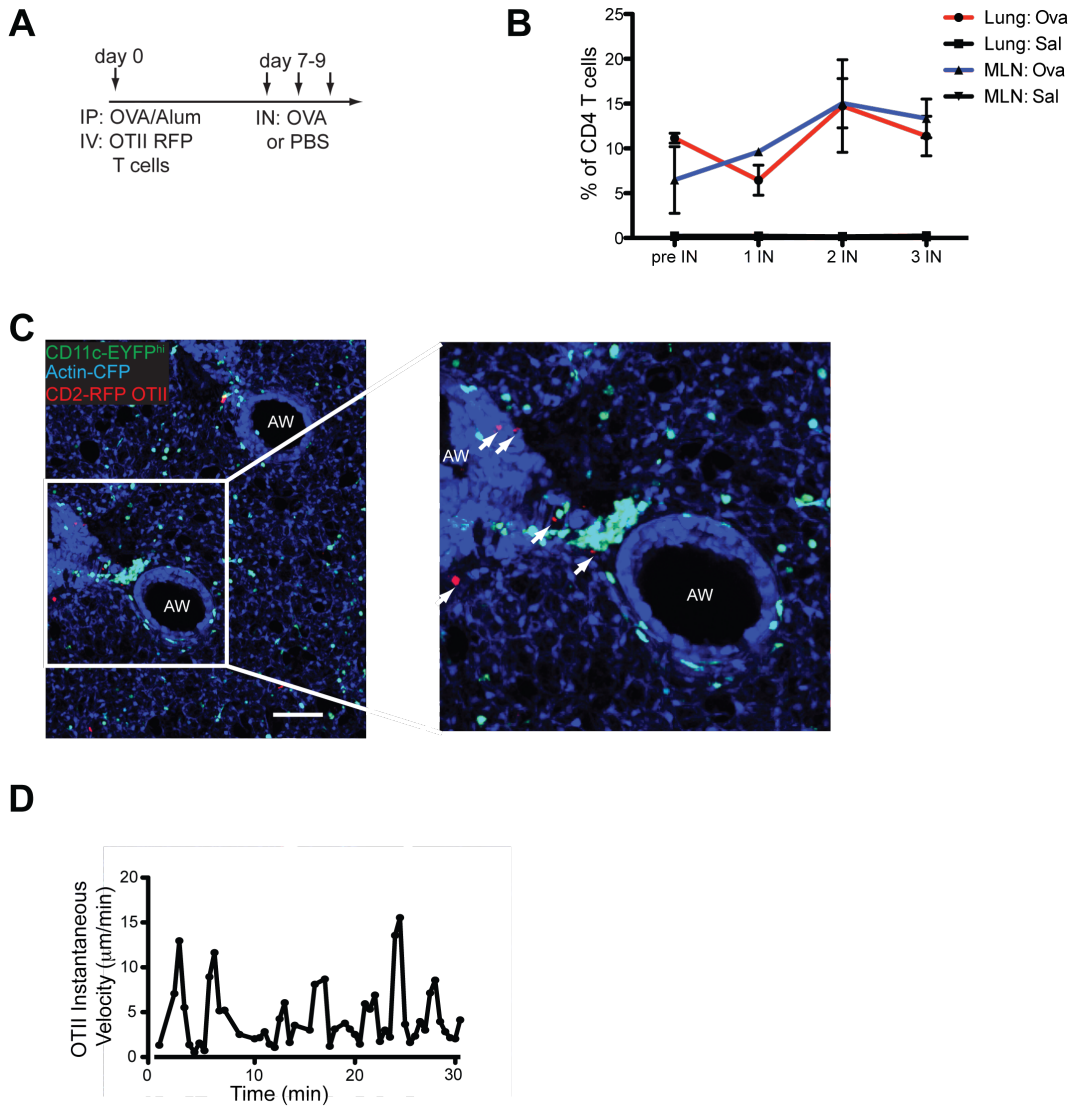 A
day 0
day 7-9
IP: OVA/Alum
IV: OTII RFP
T cells
IN: OVA
or PBS
B
25
20
15
10
5
0
% of CD4 T cells
pre IN
1 IN
2 IN
3 IN
Lung: Ova
Lung: Sal
MLN: Ova
MLN: Sal
C
CD11c-EYFPhi
Actin-CFP
CD2-RFP OTII
AW
AW
AW
AW
D
OTII Instantaneous
Velocity (μm/min)
20
15
10
5
0
0
10
20
30
Time (min)